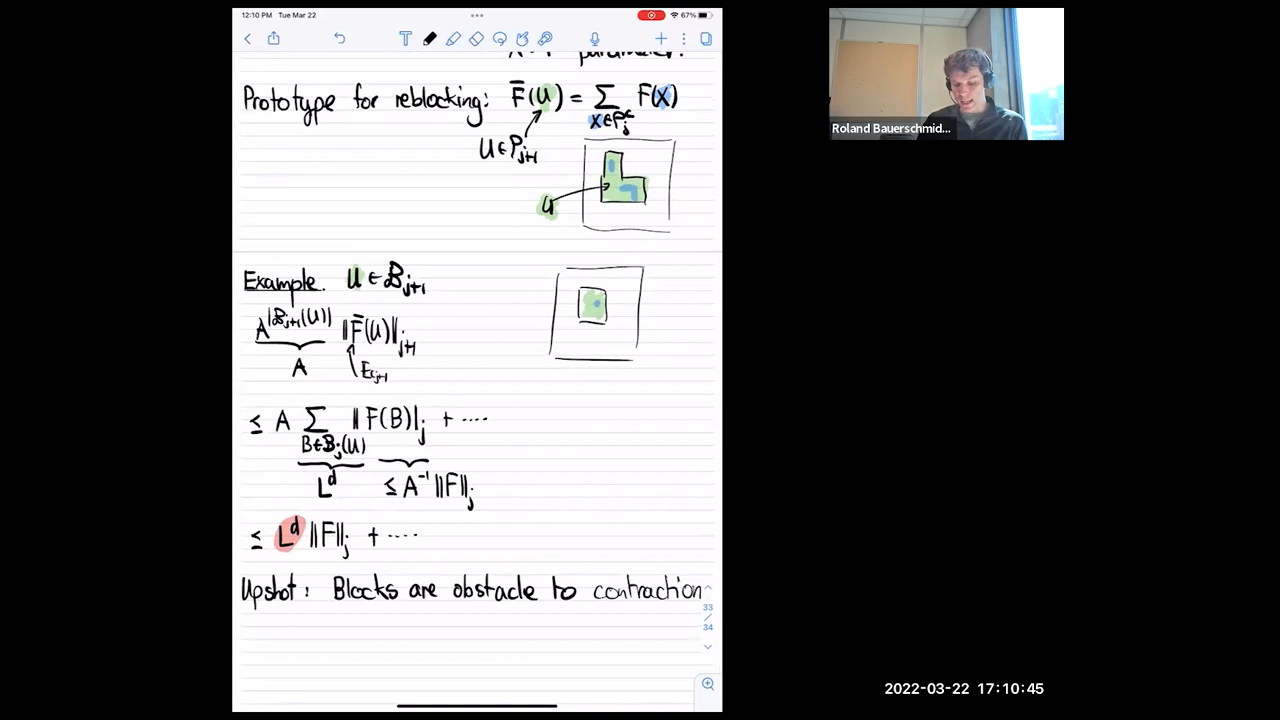 12:10 PM Tue Mar 22
67%
T
parameter.
Prototype for reblocking: F̄(U) = ∑ F(X)
X∈P_j^c
U∈P_{j+1}
U
Example. U ∈ B_{j+1}
A^{|B_{j+1}(U)|} ‖F̄(U)‖_{j+1}
A
E_{j+1}
≤ A ∑ ‖F(B)‖_j + ....
B∈B_j(U)
L^d ≤ A^{-1} ‖F‖_j
≤ L^d ‖F‖_j + ....
Upshot: Blocks are obstacle to contraction
33
/
34
Roland Bauerschmid...
2022-03-22 17:10:45